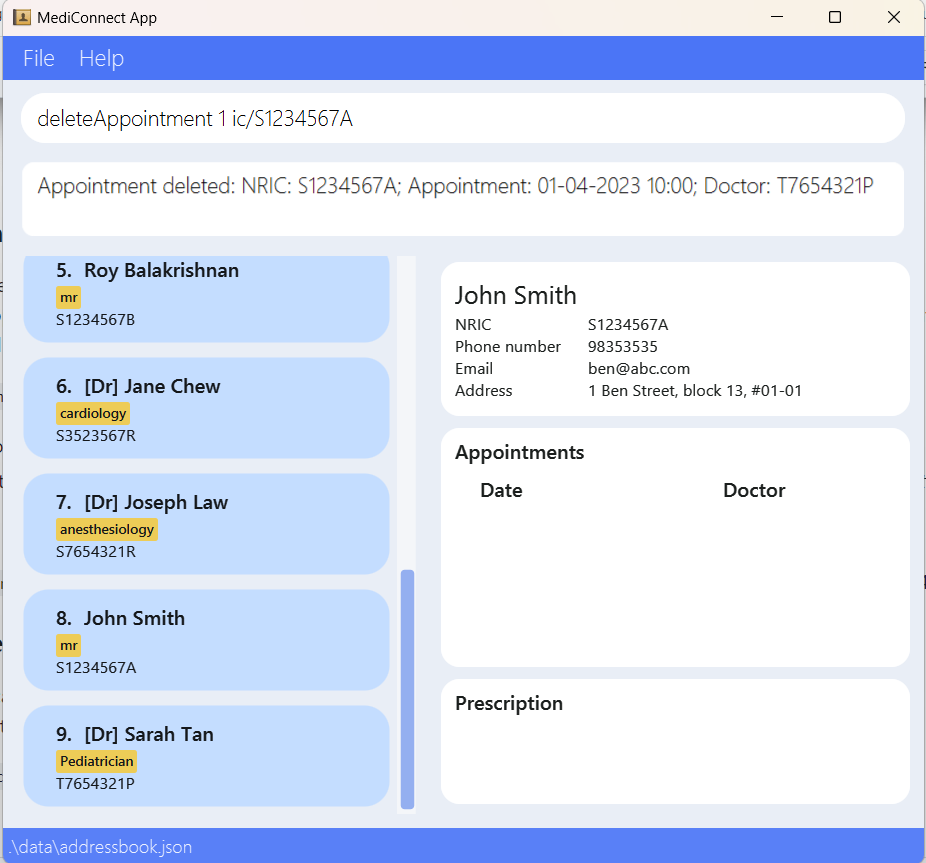 MediConnect App
File Help
deleteAppointment 1 ic/S1234567A
Appointment deleted: NRIC: S1234567A; Appointment: 01-04-2023 10:00; Doctor: T7654321P
5. Roy Balakrishnan
mr
S1234567B
6. [Dr] Jane Chew
cardiology
S3523567R
7. [Dr] Joseph Law
anesthesiology
S7654321R
8. John Smith
mr
S1234567A
9. [Dr] Sarah Tan
Pediatrician
T7654321P
John Smith
NRIC S1234567A
Phone number 98353535
Email ben@abc.com
Address 1 Ben Street, block 13, #01-01
Appointments
Date Doctor
Prescription
.\data\addressbook.json